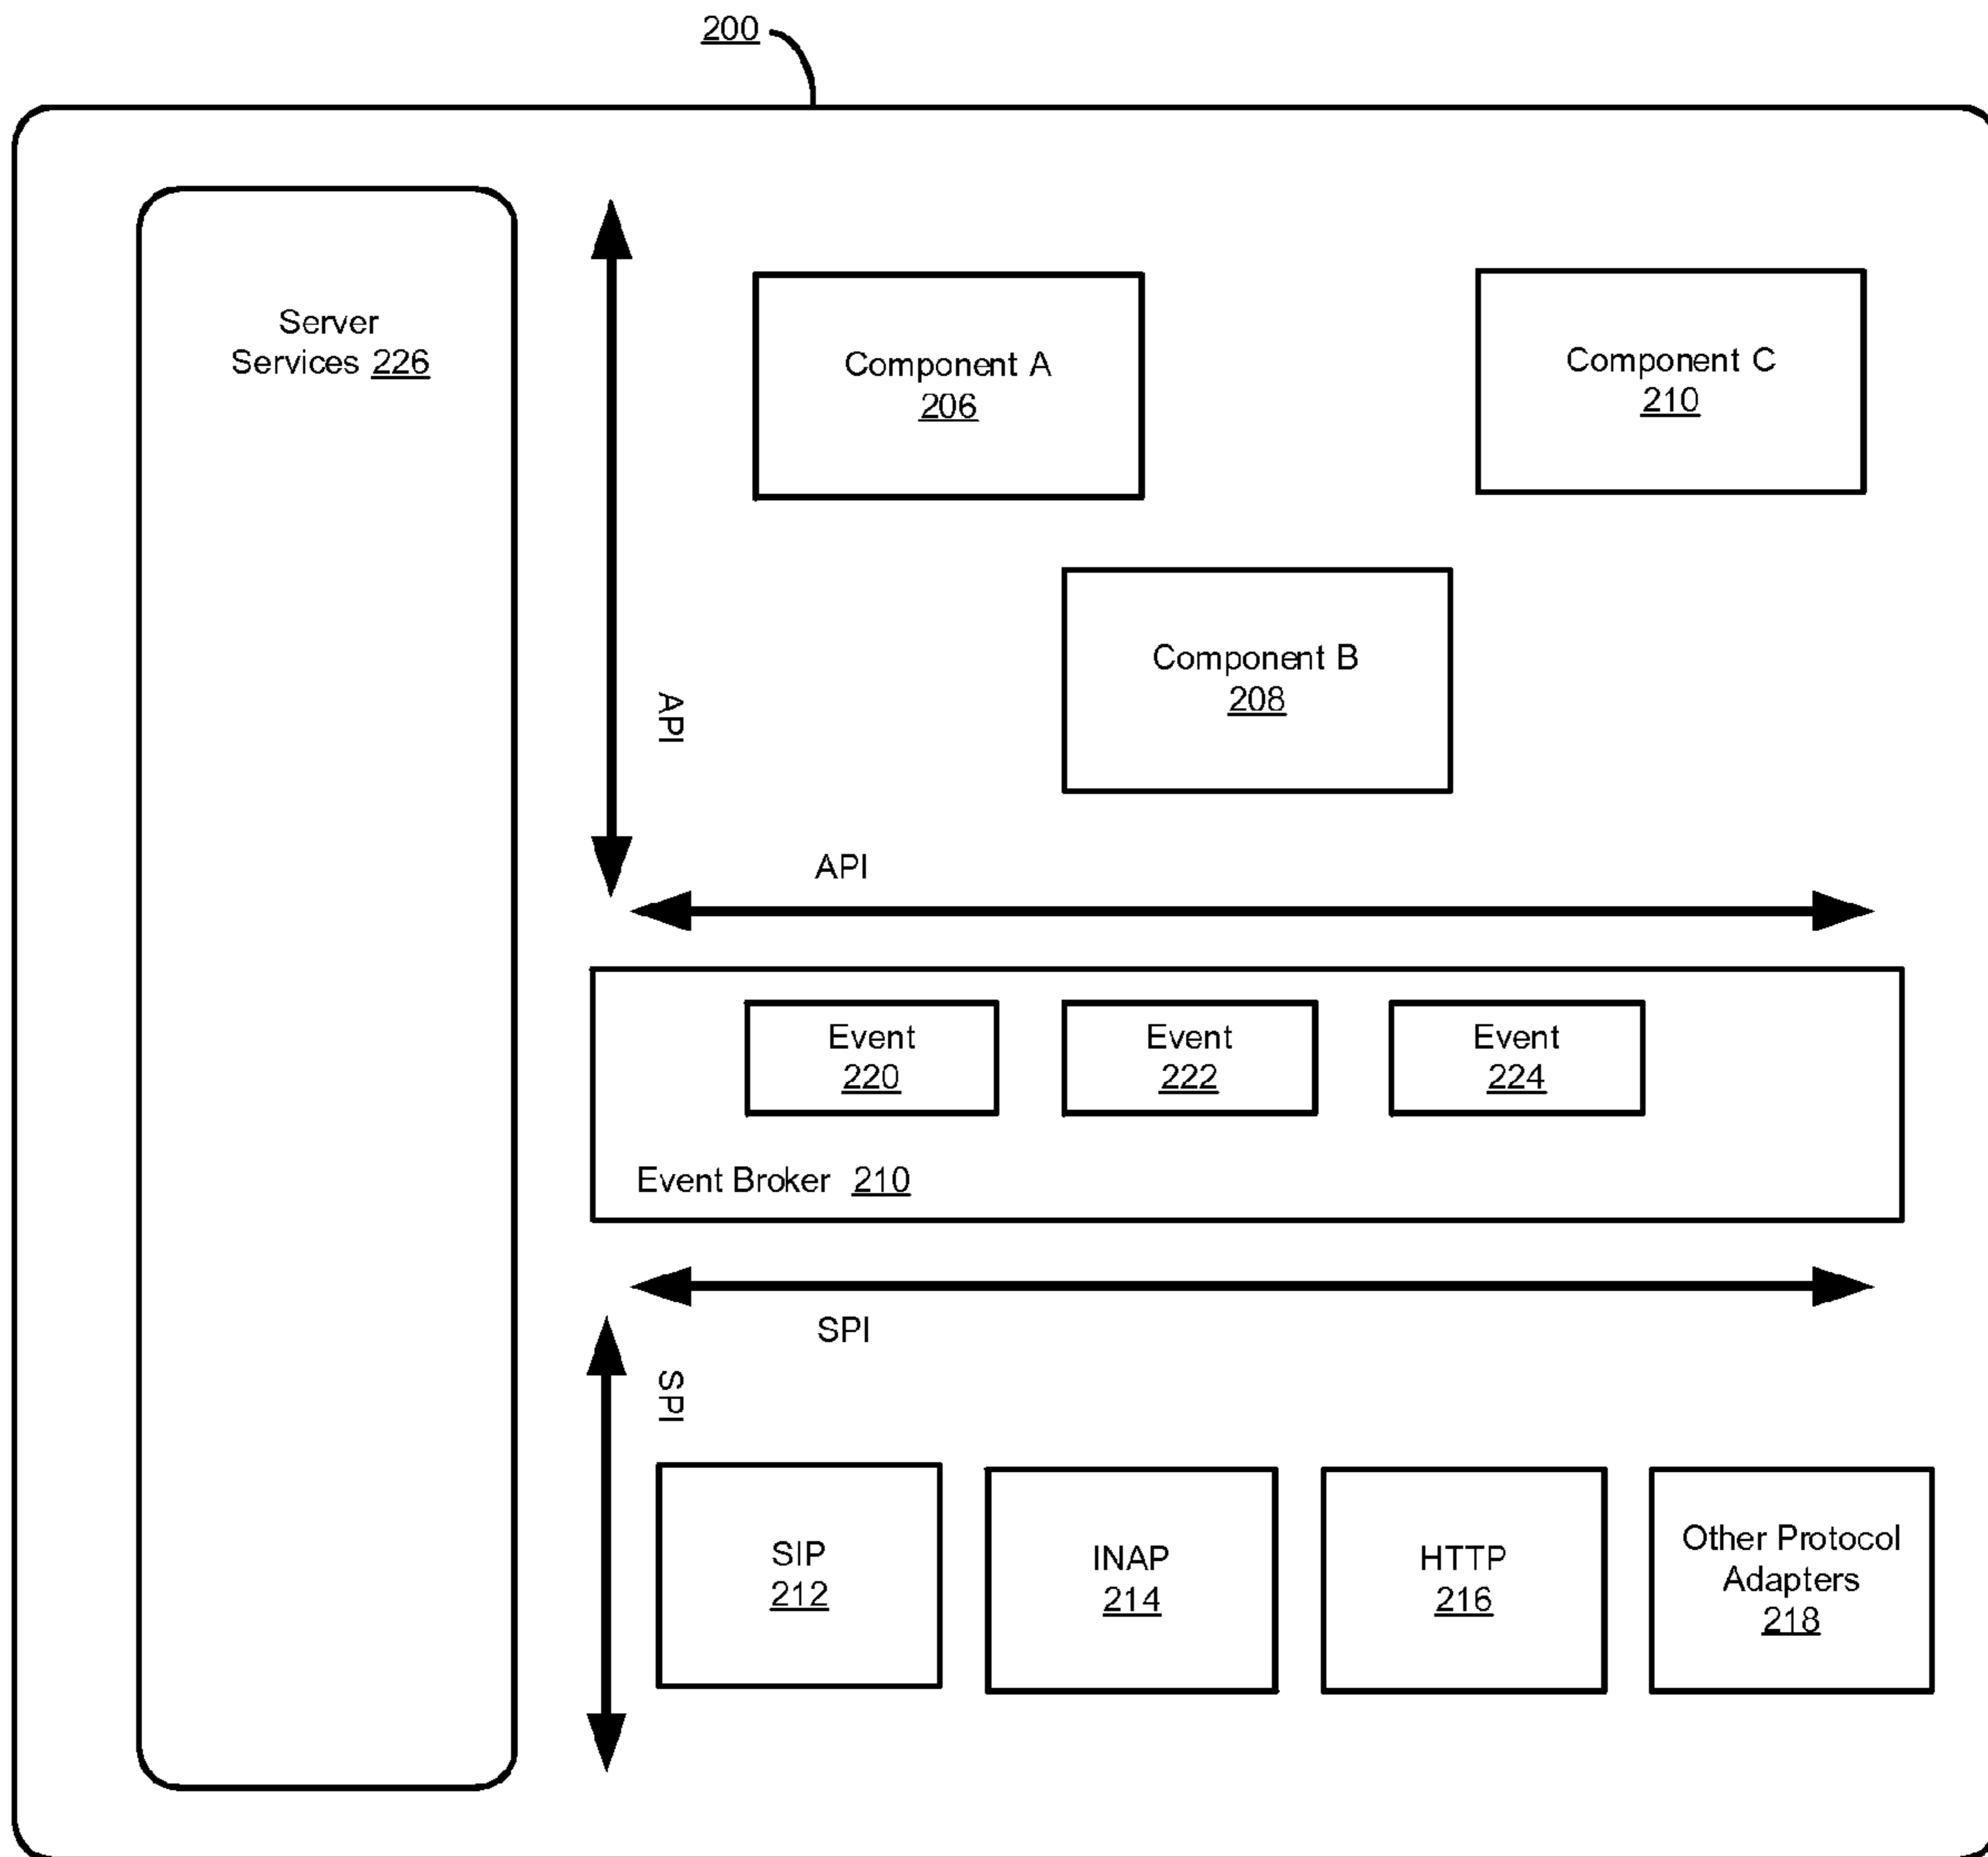 200
Server
Services 226
Component A
206
Component C
210
Component B
208
API
API
Event
220
Event
222
Event
224
Event Broker 210
SPI
SPI
SIP
212
INAP
214
HTTP
216
Other Protocol
Adapters
218